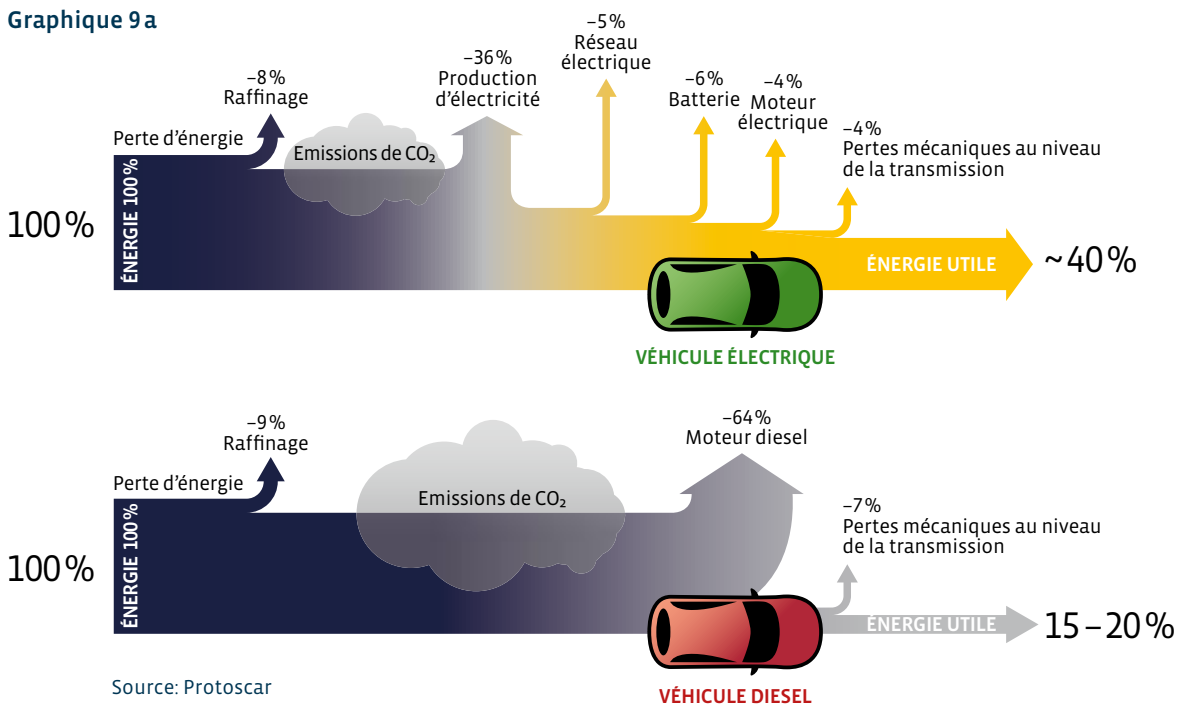 Graphique 9a
–8%
Raffinage
–36%
Production
d'électricité
–5%
Réseau
électrique
–6%
Batterie
–4%
Moteur
électrique
–4%
Pertes mécaniques au niveau
de la transmission
Perte d'énergie
Emissions de CO₂
100%
ÉNERGIE 100%
ÉNERGIE UTILE
~40%
VÉHICULE ÉLECTRIQUE
–9%
Raffinage
–64%
Moteur diesel
Perte d'énergie
Emissions de CO₂
–7%
Pertes mécaniques au niveau
de la transmission
100%
ÉNERGIE 100%
ÉNERGIE UTILE
15–20%
Source: Protoscar
VÉHICULE DIESEL